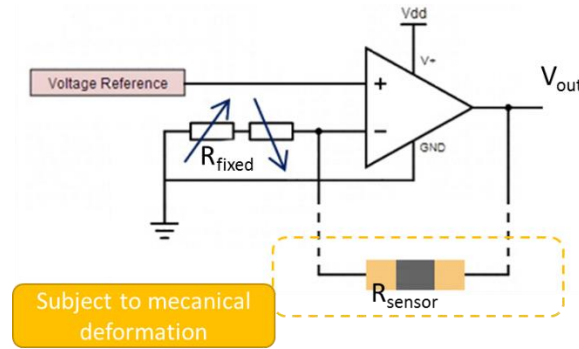 Vdd
V+
Voltage Reference
+
Vout
−
Rfixed
GND
Rsensor
Subject to mecanical
deformation